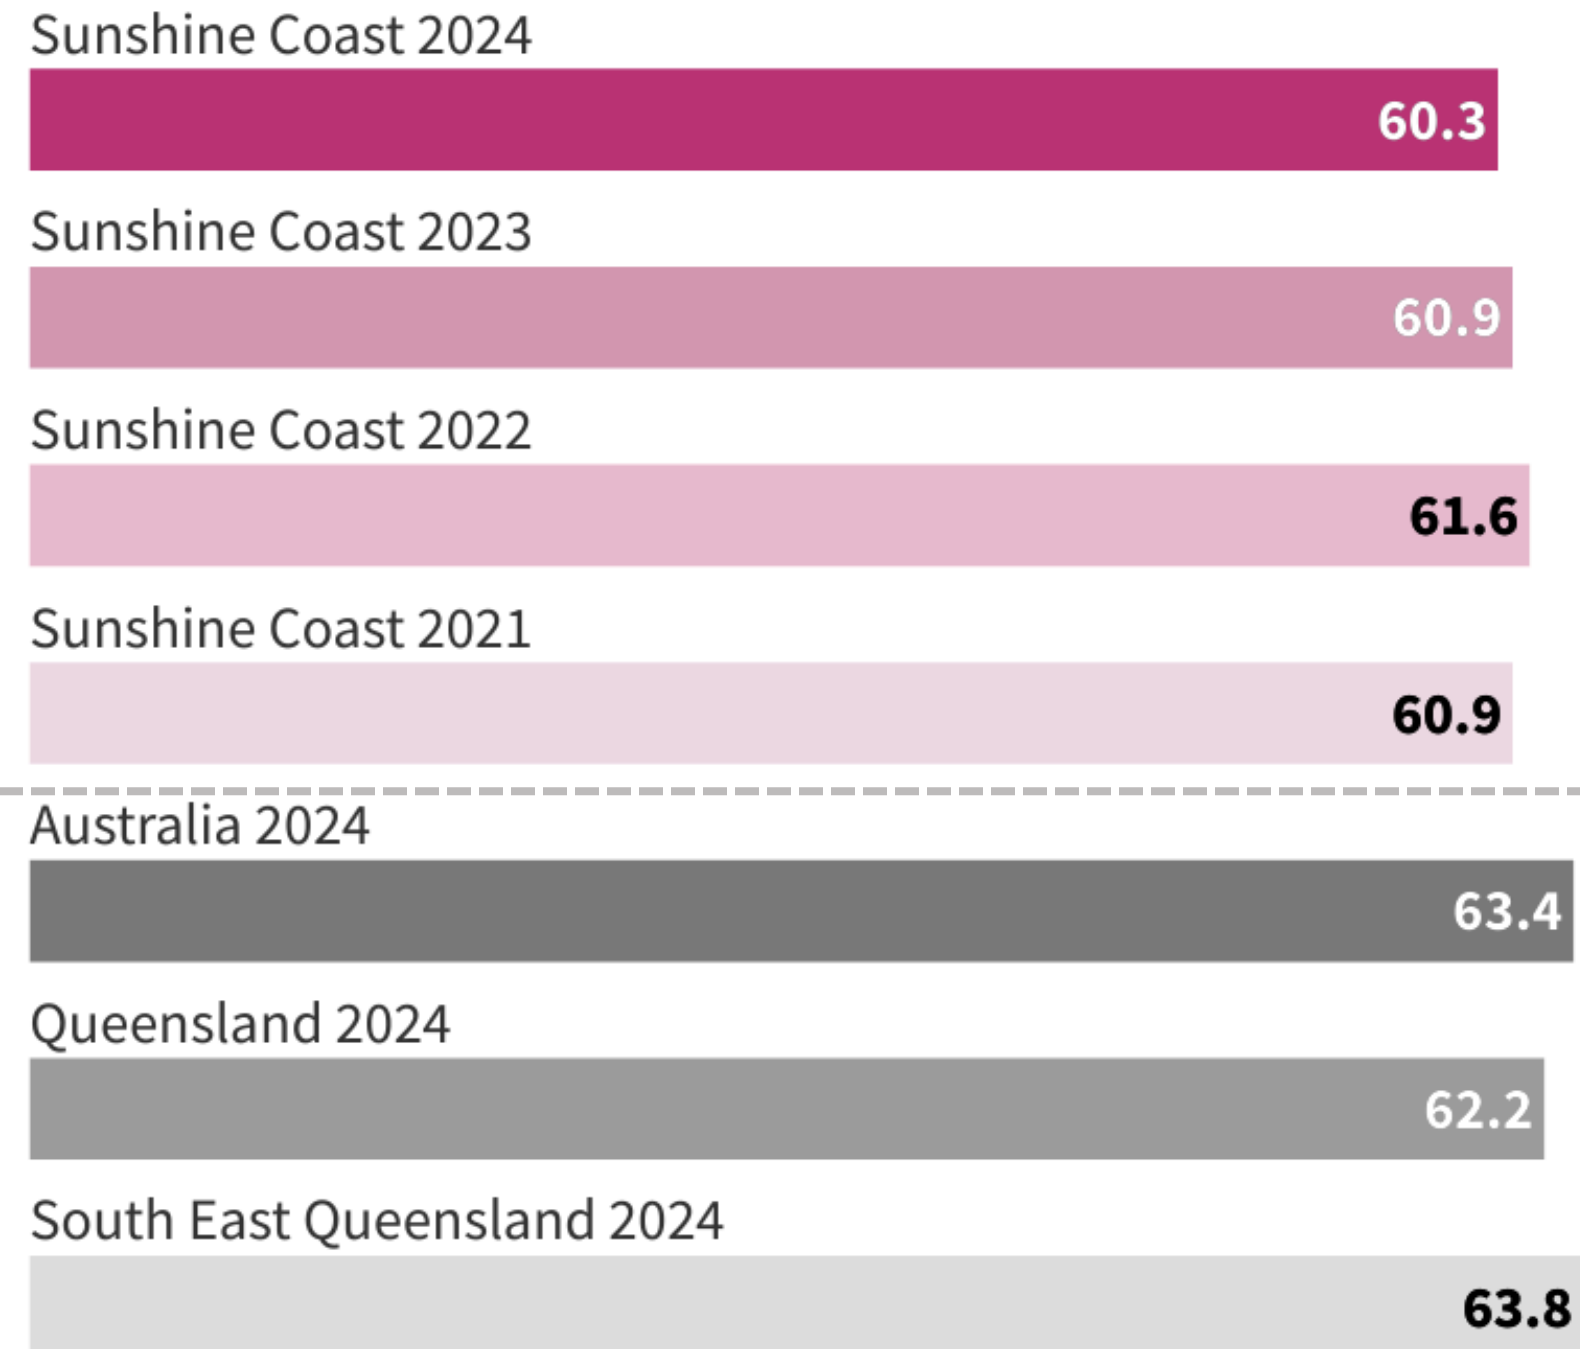 Sunshine Coast 2024
60.3
Sunshine Coast 2023
60.9
Sunshine Coast 2022
61.6
Sunshine Coast 2021
60.9
Australia 2024
63.4
Queensland 2024
62.2
South East Queensland 2024
63.8